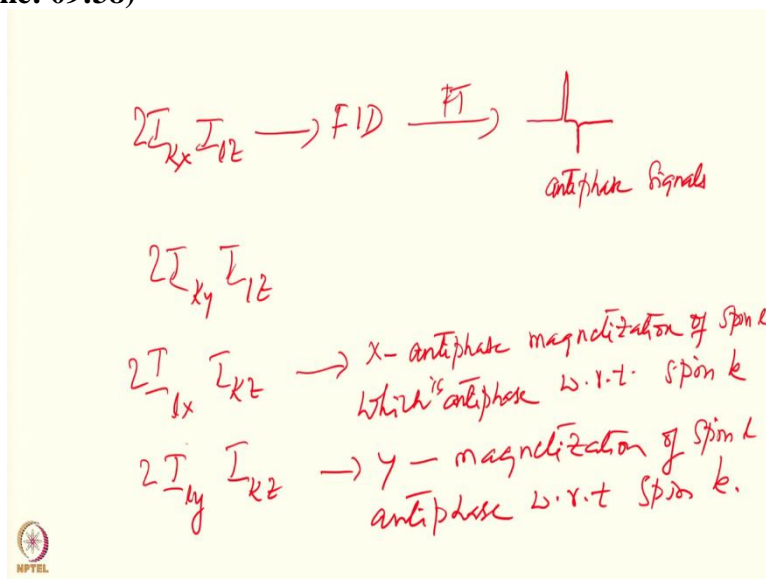 ne: 09:58)
2I_kx I_lz → FID —FT→
antiphase Signals
2I_ky I_lz
2I_lx I_kz → x- antiphase magnetization of Spin l
which is antiphase w.r.t. spin k
2I_ly I_kz → y - magnetization of Spin l
antiphase w.r.t Spin k.
NPTEL